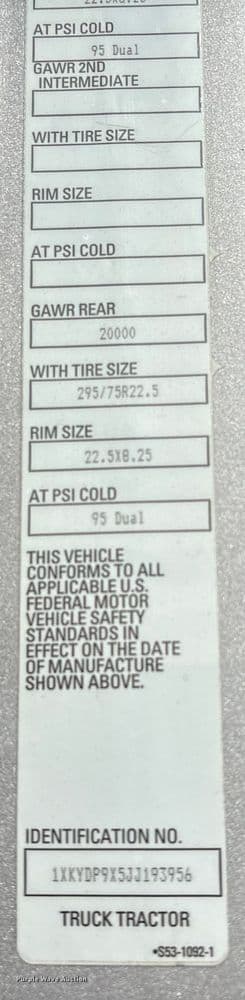 AT PSI COLD
95 Dual
GAWR 2ND
INTERMEDIATE
WITH TIRE SIZE
RIM SIZE
AT PSI COLD
GAWR REAR
20000
WITH TIRE SIZE
295/75R22.5
RIM SIZE
22.5X8.25
AT PSI COLD
95 Dual
THIS VEHICLE
CONFORMS TO ALL
APPLICABLE U.S.
FEDERAL MOTOR
VEHICLE SAFETY
STANDARDS IN
EFFECT ON THE DATE
OF MANUFACTURE
SHOWN ABOVE.
IDENTIFICATION NO.
1XKYDP9X5JJ193956
TRUCK TRACTOR
•S53-1092-1
Purple Wave Auction